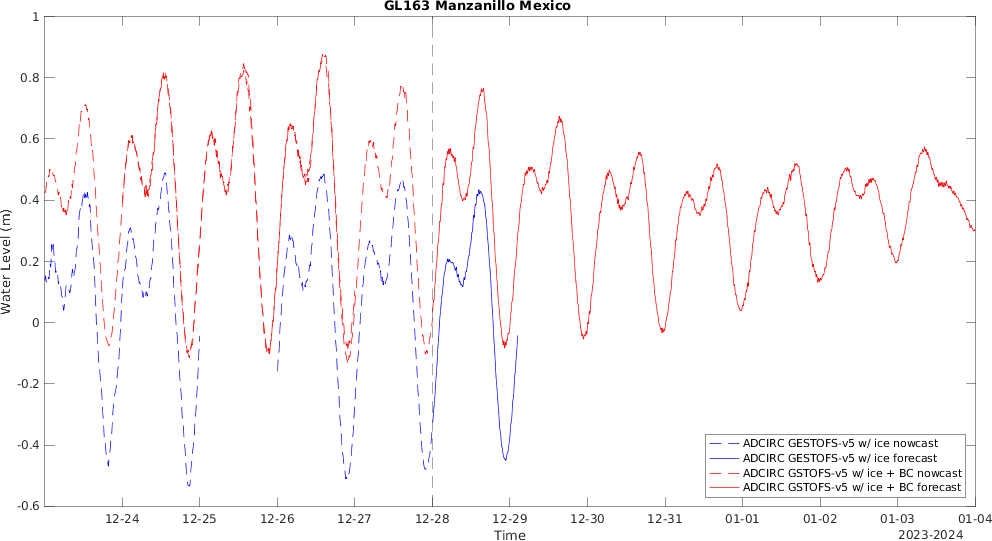 GL163 Manzanillo Mexico
Water Level (m)
1
0.8
0.6
0.4
0.2
0
-0.2
-0.4
-0.6
ADCIRC GESTOFS-v5 w/ ice nowcast
ADCIRC GESTOFS-v5 w/ ice forecast
ADCIRC GSTOFS-v5 w/ ice + BC nowcast
ADCIRC GSTOFS-v5 w/ ice + BC forecast
12-24 12-25 12-26 12-27 12-28 12-29 12-30 12-31 01-01 01-02 01-03 01-04
Time
2023-2024